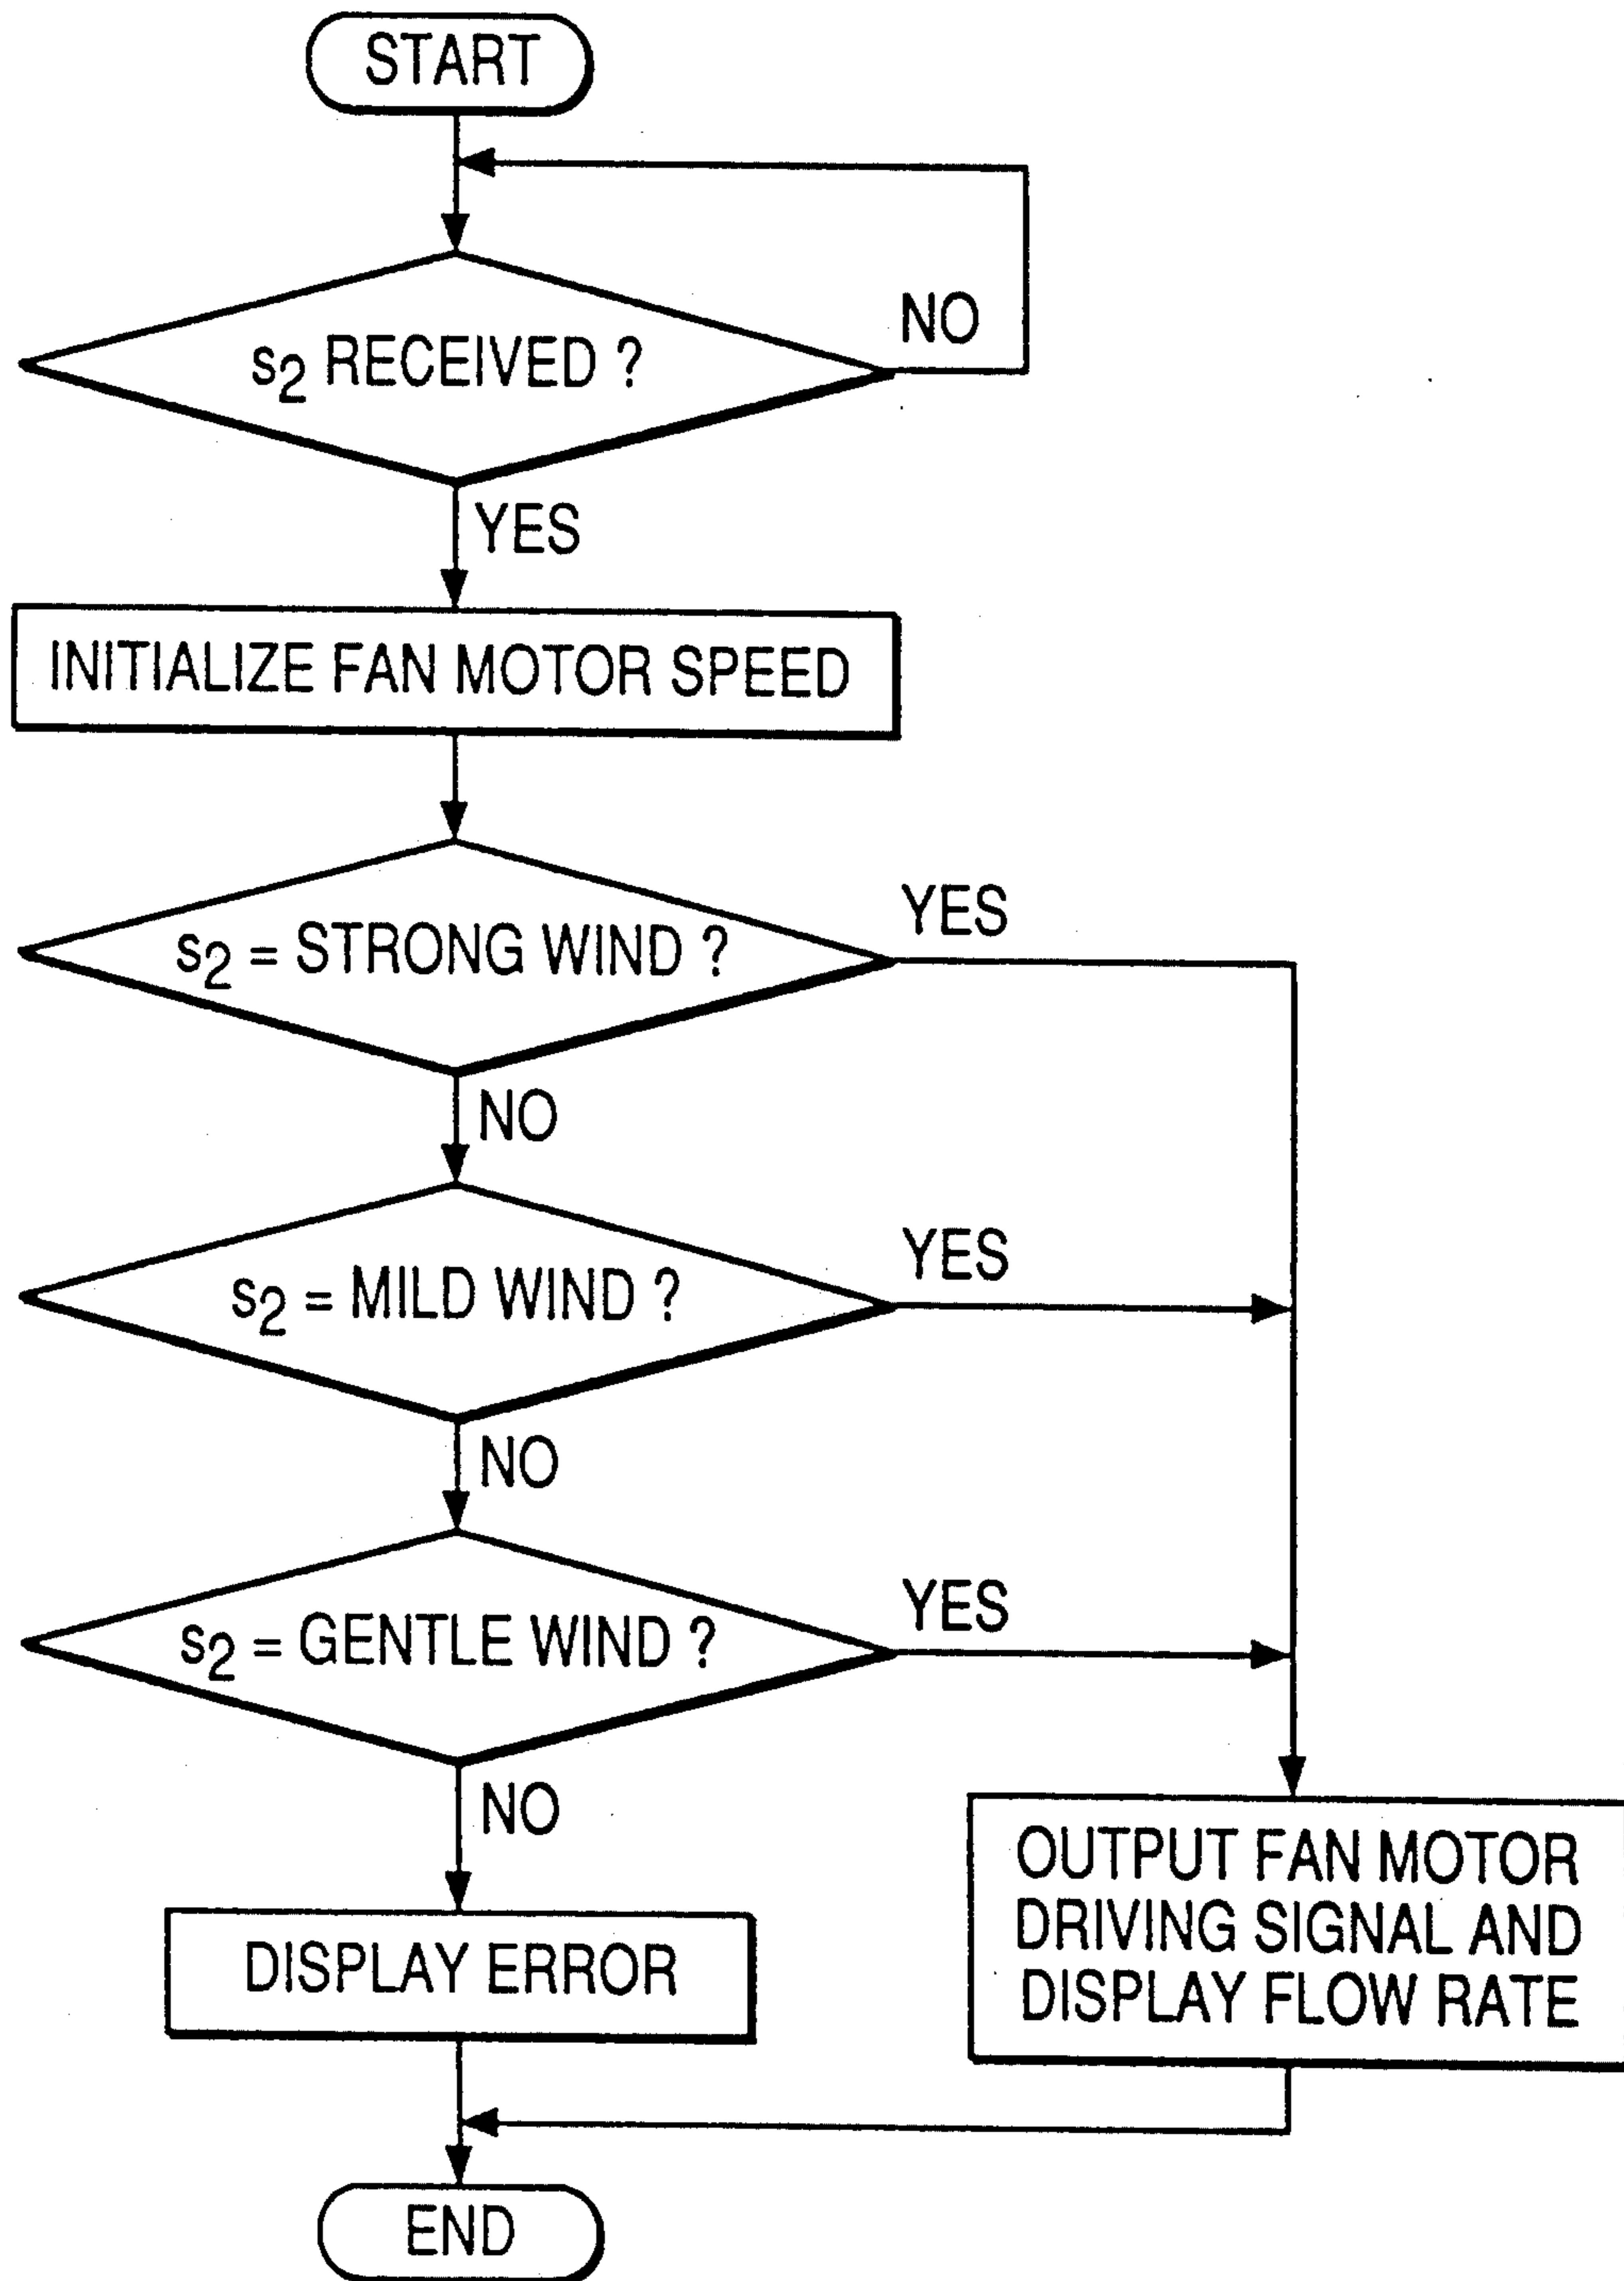 START
NO
s₂ RECEIVED ?
YES
INITIALIZE FAN MOTOR SPEED
YES
s₂ = STRONG WIND ?
NO
YES
s₂ = MILD WIND ?
NO
YES
s₂ = GENTLE WIND ?
NO
OUTPUT FAN MOTOR
DRIVING SIGNAL AND
DISPLAY FLOW RATE
DISPLAY ERROR
END